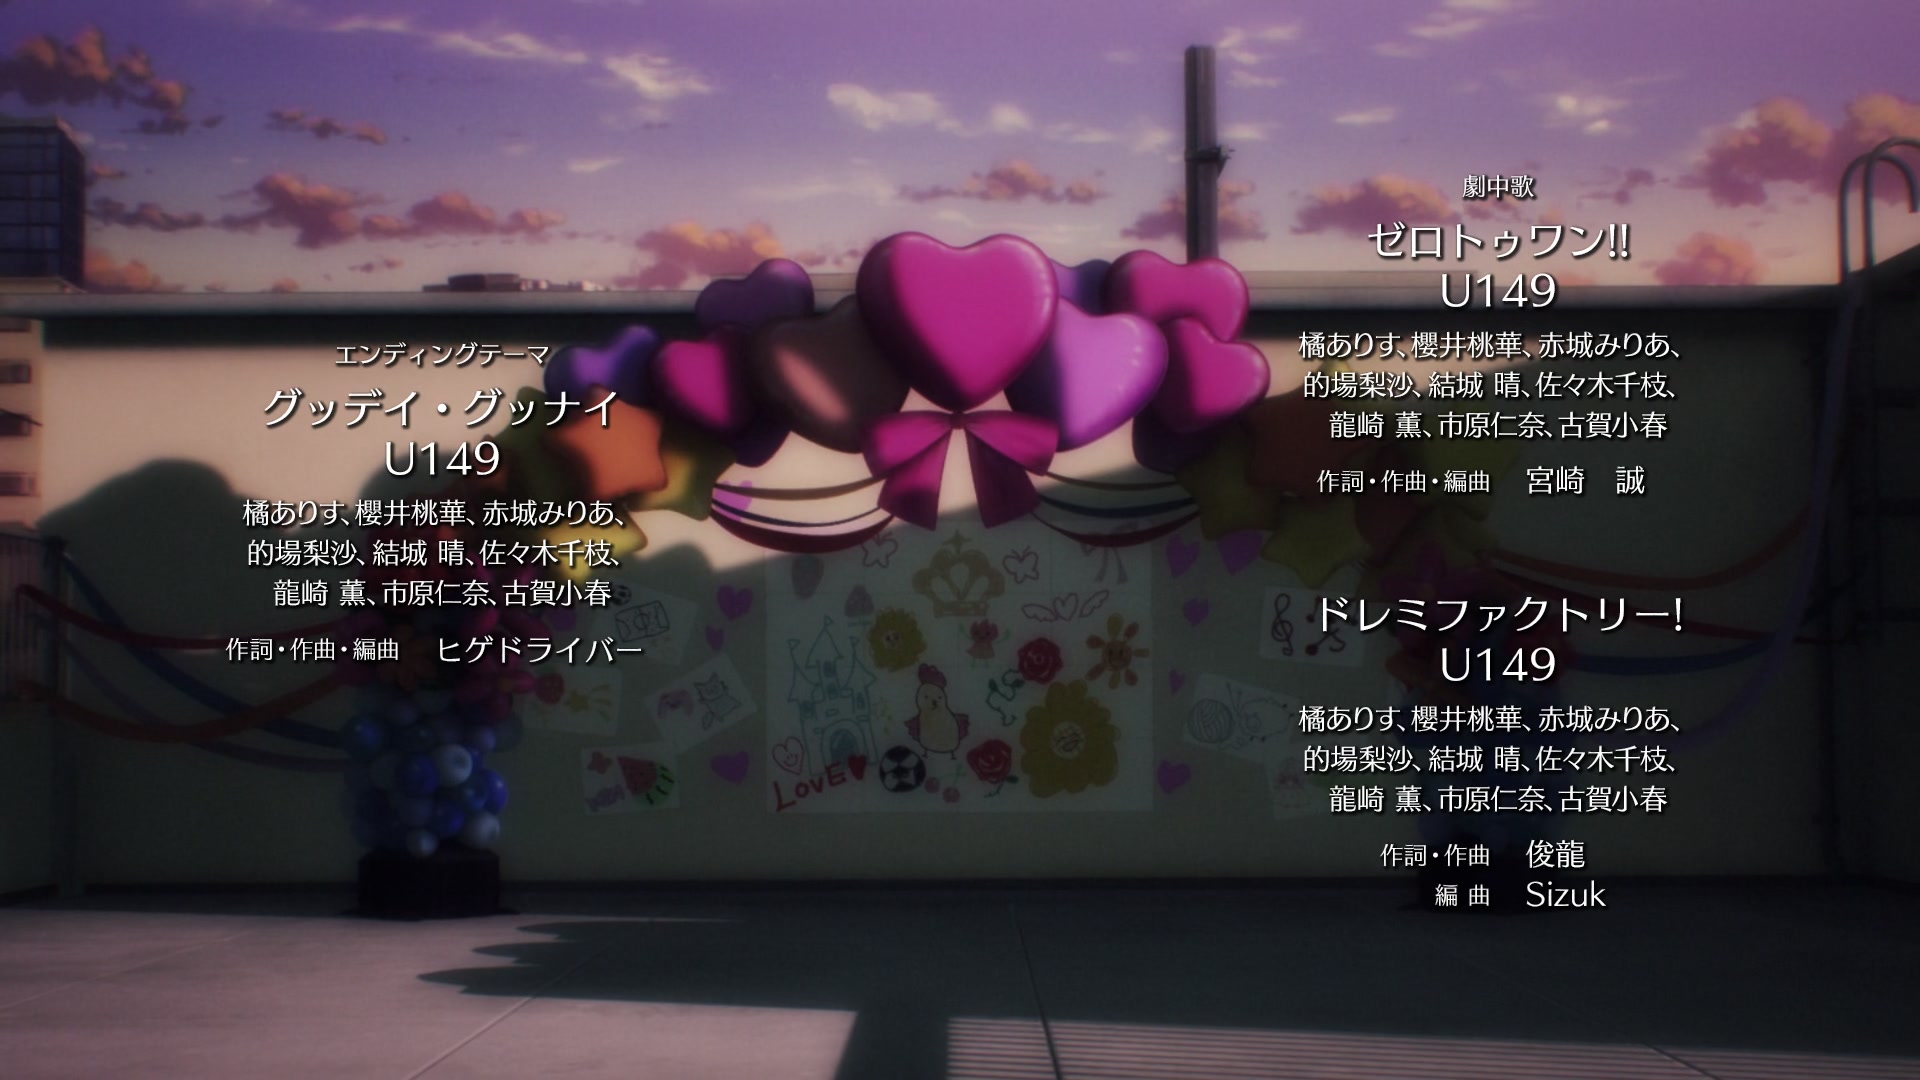 エンディングテーマ
グッデイ・グッナイ
U149
橘ありす、櫻井桃華、赤城みりあ、
的場梨沙、結城 晴、佐々木千枝、
龍崎 薫、市原仁奈、古賀小春
作詞・作曲・編曲　ヒゲドライバー
劇中歌
ゼロトゥワン!!
U149
橘ありす、櫻井桃華、赤城みりあ、
的場梨沙、結城 晴、佐々木千枝、
龍崎 薫、市原仁奈、古賀小春
作詞・作曲・編曲　宮崎　誠
ドレミファクトリー!
U149
橘ありす、櫻井桃華、赤城みりあ、
的場梨沙、結城 晴、佐々木千枝、
龍崎 薫、市原仁奈、古賀小春
作詞・作曲　俊龍
編 曲　Sizuk
LOVE